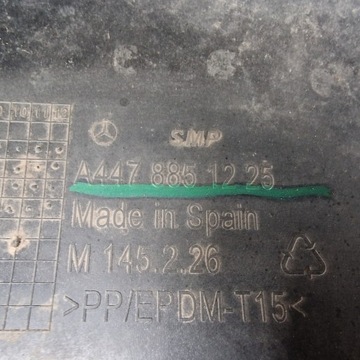 SMP
A447 885 12 25
Made in Spain
M 145.2.26
>PP/EPDM-T15<